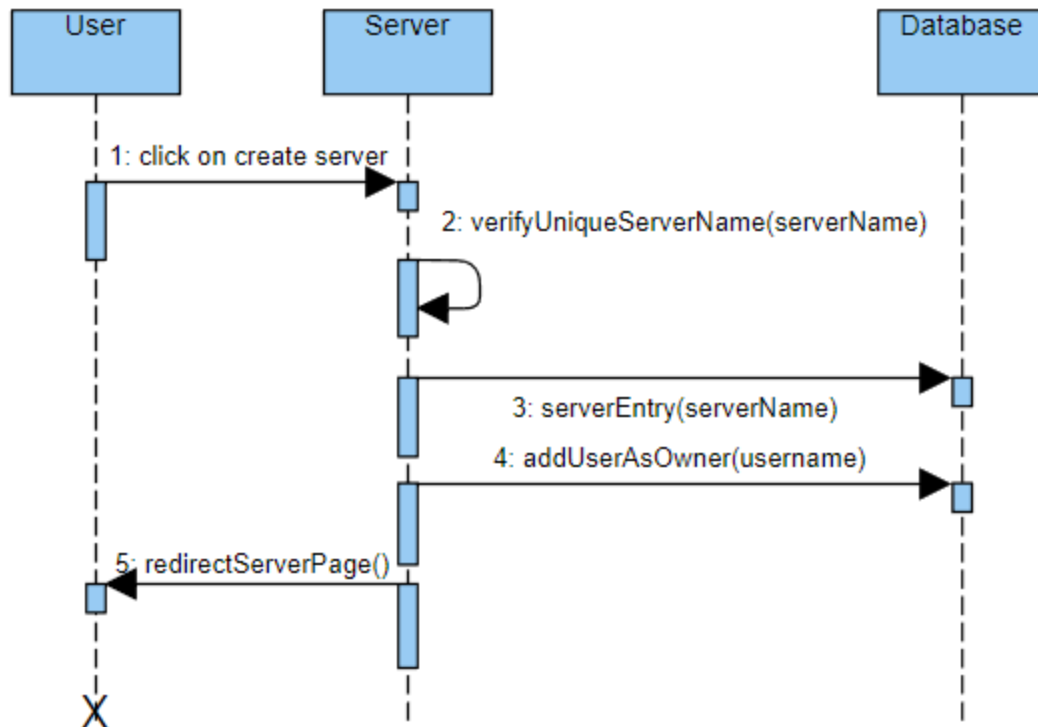 User
Server
Database
1: click on create server
2: verifyUniqueServerName(serverName)
3: serverEntry(serverName)
4: addUserAsOwner(username)
5: redirectServerPage()